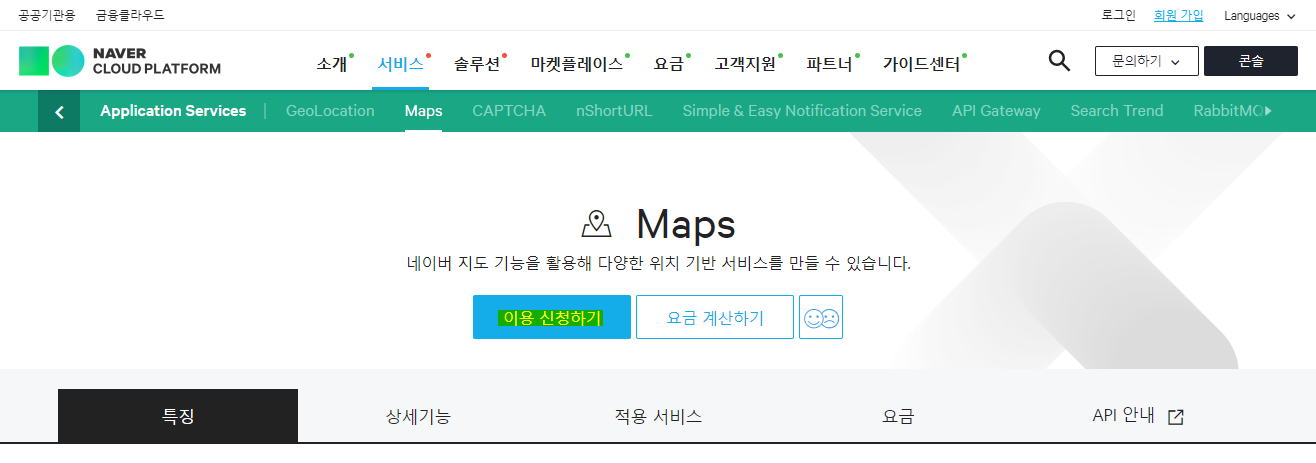 공공기관용 금융클라우드 로그인 회원 가입 Languages
NAVER
CLOUD PLATFORM
소개 서비스 솔루션 마켓플레이스 요금 고객지원 파트너 가이드센터 문의하기 콘솔
Application Services GeoLocation Maps CAPTCHA nShortURL Simple & Easy Notification Service API Gateway Search Trend RabbitMQ
Maps
네이버 지도 기능을 활용해 다양한 위치 기반 서비스를 만들 수 있습니다.
이용 신청하기 요금 계산하기
특징 상세기능 적용 서비스 요금 API 안내